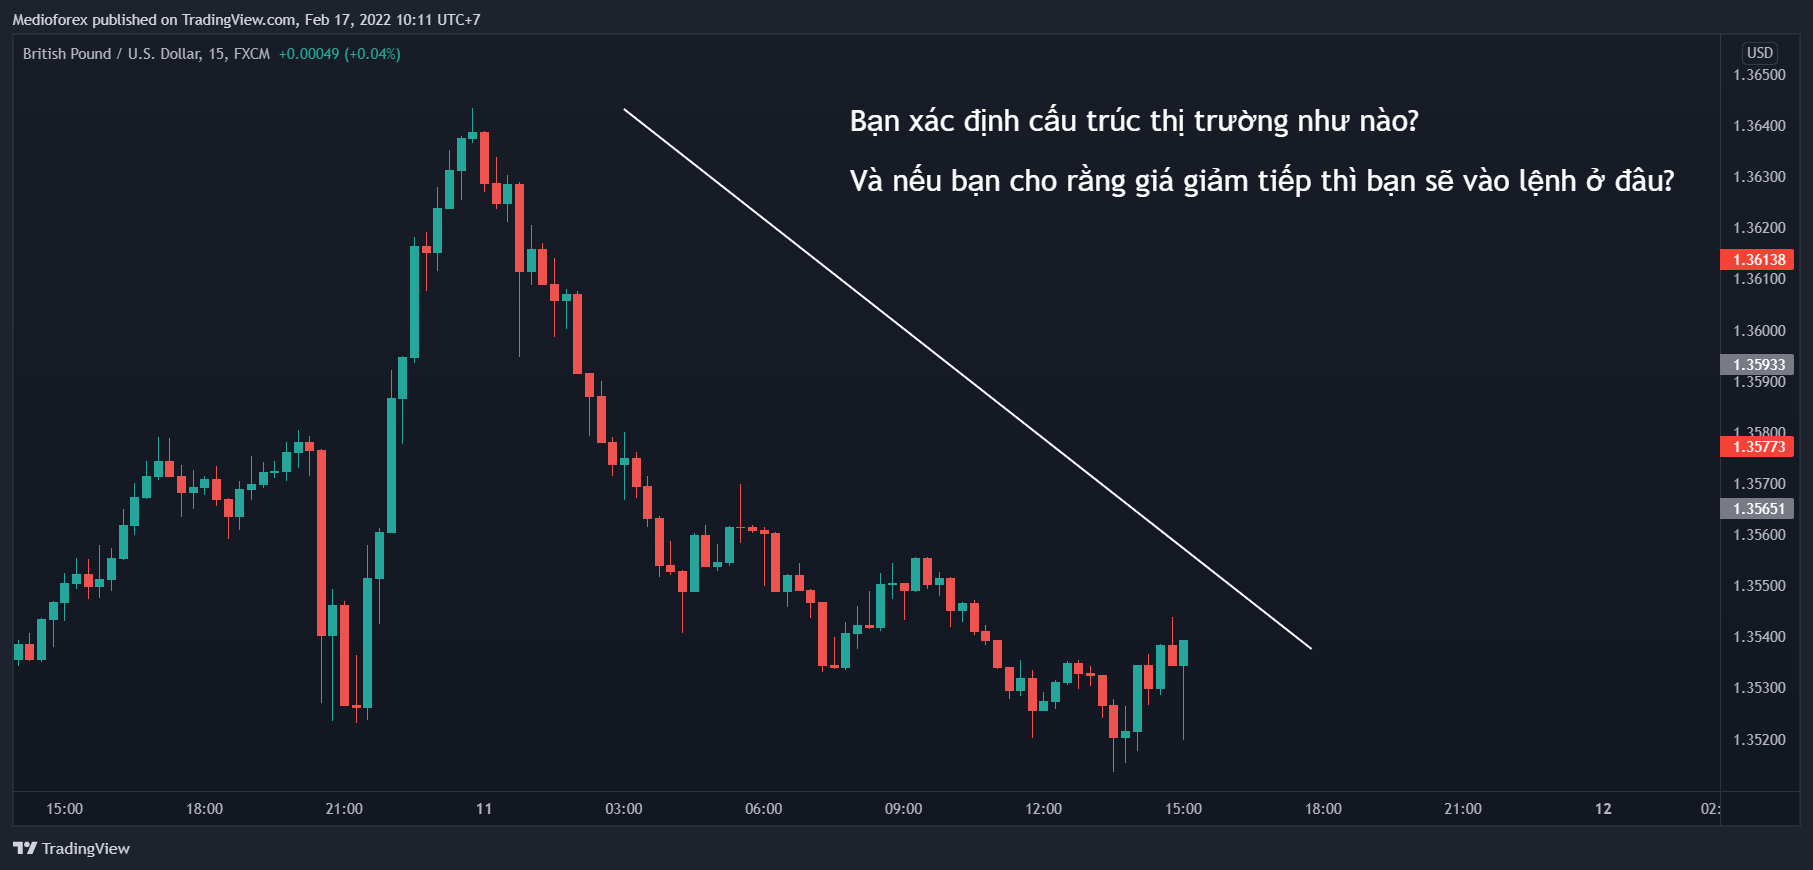 Medioforex published on TradingView.com, Feb 17, 2022 10:11 UTC+7
British Pound / U.S. Dollar, 15, FXCM +0.00049 (+0.04%)
USD
Bạn xác định cấu trúc thị trường như nào?
Và nếu bạn cho rằng giá giảm tiếp thì bạn sẽ vào lệnh ở đâu?
1.36500
1.36400
1.36300
1.36200
1.36138
1.36100
1.36000
1.35933
1.35900
1.35800
1.35773
1.35700
1.35651
1.35600
1.35500
1.35400
1.35300
1.35200
15:00 18:00 21:00 11 03:00 06:00 09:00 12:00 15:00 18:00 21:00 12 02:
TradingView